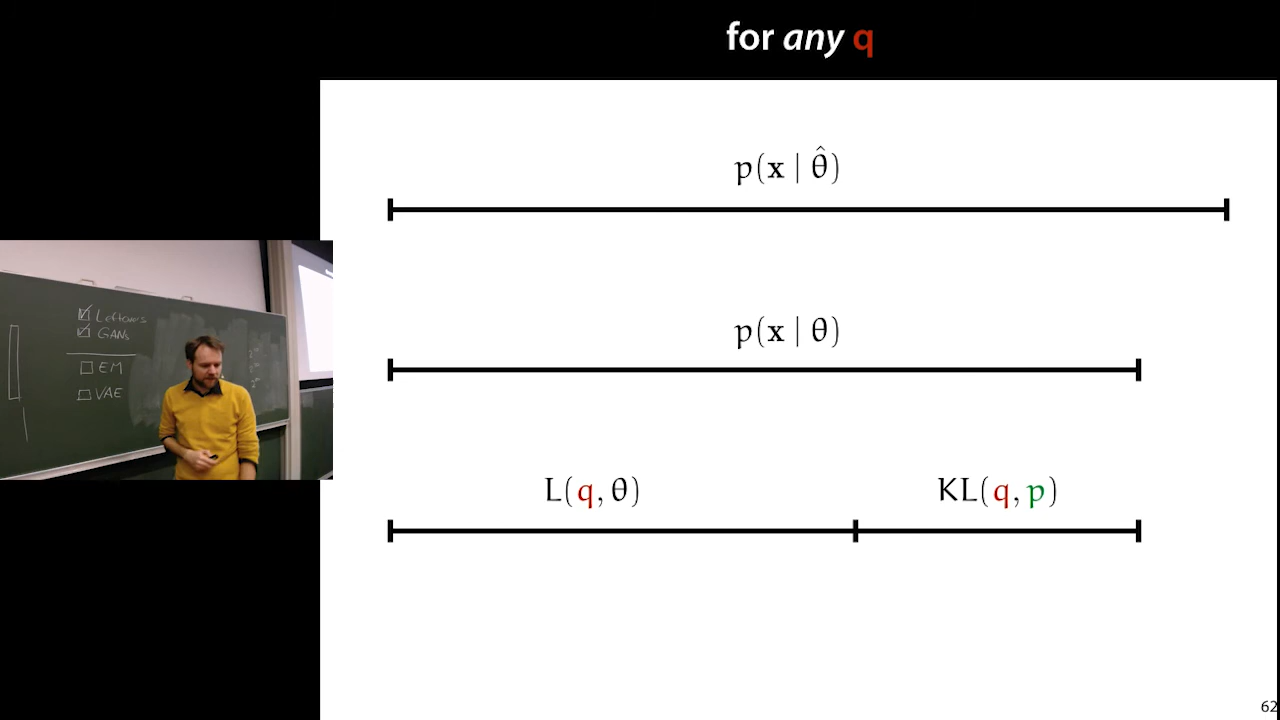 for any q
p(x | θ̂)
p(x | θ)
L(q, θ) KL(q, p)
☑ Leftovers
☑ GANs
☐ EM
☐ VAE
62